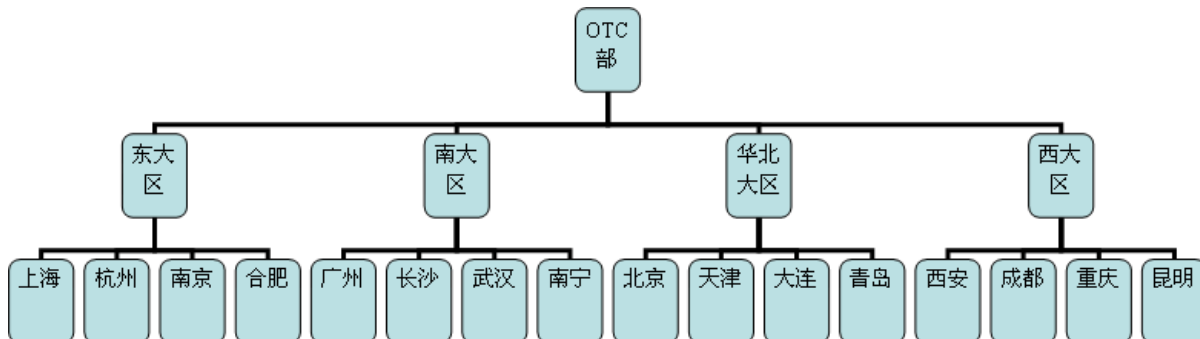 OTC
部
东大
区
南大
区
华北
大区
西大
区
上海
杭州
南京
合肥
广州
长沙
武汉
南宁
北京
天津
大连
青岛
西安
成都
重庆
昆明